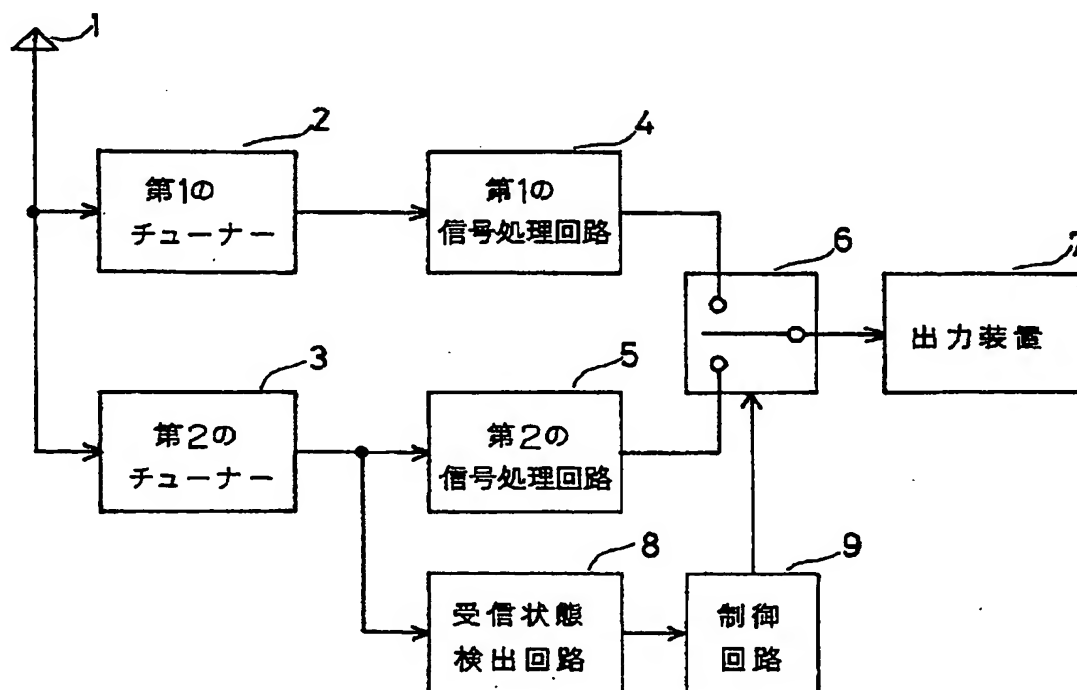 1
2
4
第1の
チューナー
第1の
信号処理回路
6
7
出力装置
3
5
第2の
チューナー
第2の
信号処理回路
8
9
受信状態
検出回路
制御
回路